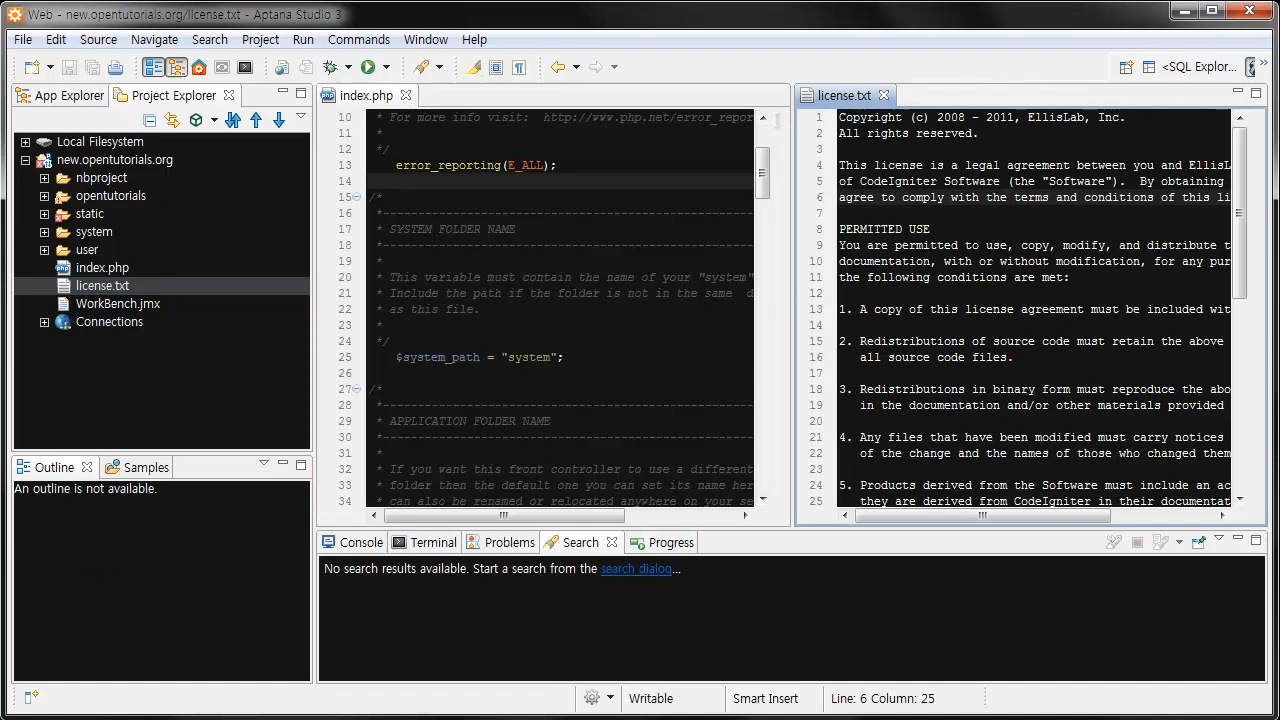 Web - new.opentutorials.org/license.txt - Aptana Studio 3
File Edit Source Navigate Search Project Run Commands Window Help
<SQL Explor...
App Explorer Project Explorer
Local Filesystem
new.opentutorials.org
nbproject
opentutorials
static
system
user
index.php
license.txt
WorkBench.jmx
Connections
Outline Samples
An outline is not available.
index.php
10 * For more info visit: http://www.php.net/error_repor
11 *
12 */
13 error_reporting(E_ALL);
14
15 /*
16 *---------------------------------------------------------------
17 * SYSTEM FOLDER NAME
18 *---------------------------------------------------------------
19 *
20 * This variable must contain the name of your "system"
21 * Include the path if the folder is not in the same d
22 * as this file.
23 *
24 */
25 $system_path = "system";
26
27 /*
28 *---------------------------------------------------------------
29 * APPLICATION FOLDER NAME
30 *---------------------------------------------------------------
31 *
32 * If you want this front controller to use a different
33 * folder then the default one you can set its name her
34 * can also be renamed or relocated anywhere on your se
license.txt
1 Copyright (c) 2008 - 2011, EllisLab, Inc.
2 All rights reserved.
3
4 This license is a legal agreement between you and EllisL
5 of CodeIgniter Software (the "Software"). By obtaining
6 agree to comply with the terms and conditions of this li
7
8 PERMITTED USE
9 You are permitted to use, copy, modify, and distribute t
10 documentation, with or without modification, for any pur
11 the following conditions are met:
12
13 1. A copy of this license agreement must be included wit
14
15 2. Redistributions of source code must retain the above
16 all source code files.
17
18 3. Redistributions in binary form must reproduce the abo
19 in the documentation and/or other materials provided
20
21 4. Any files that have been modified must carry notices
22 of the change and the names of those who changed them
23
24 5. Products derived from the Software must include an ac
25 they are derived from CodeIgniter in their documentat
Console Terminal Problems Search Progress
No search results available. Start a search from the search dialog...
Writable Smart Insert Line: 6 Column: 25